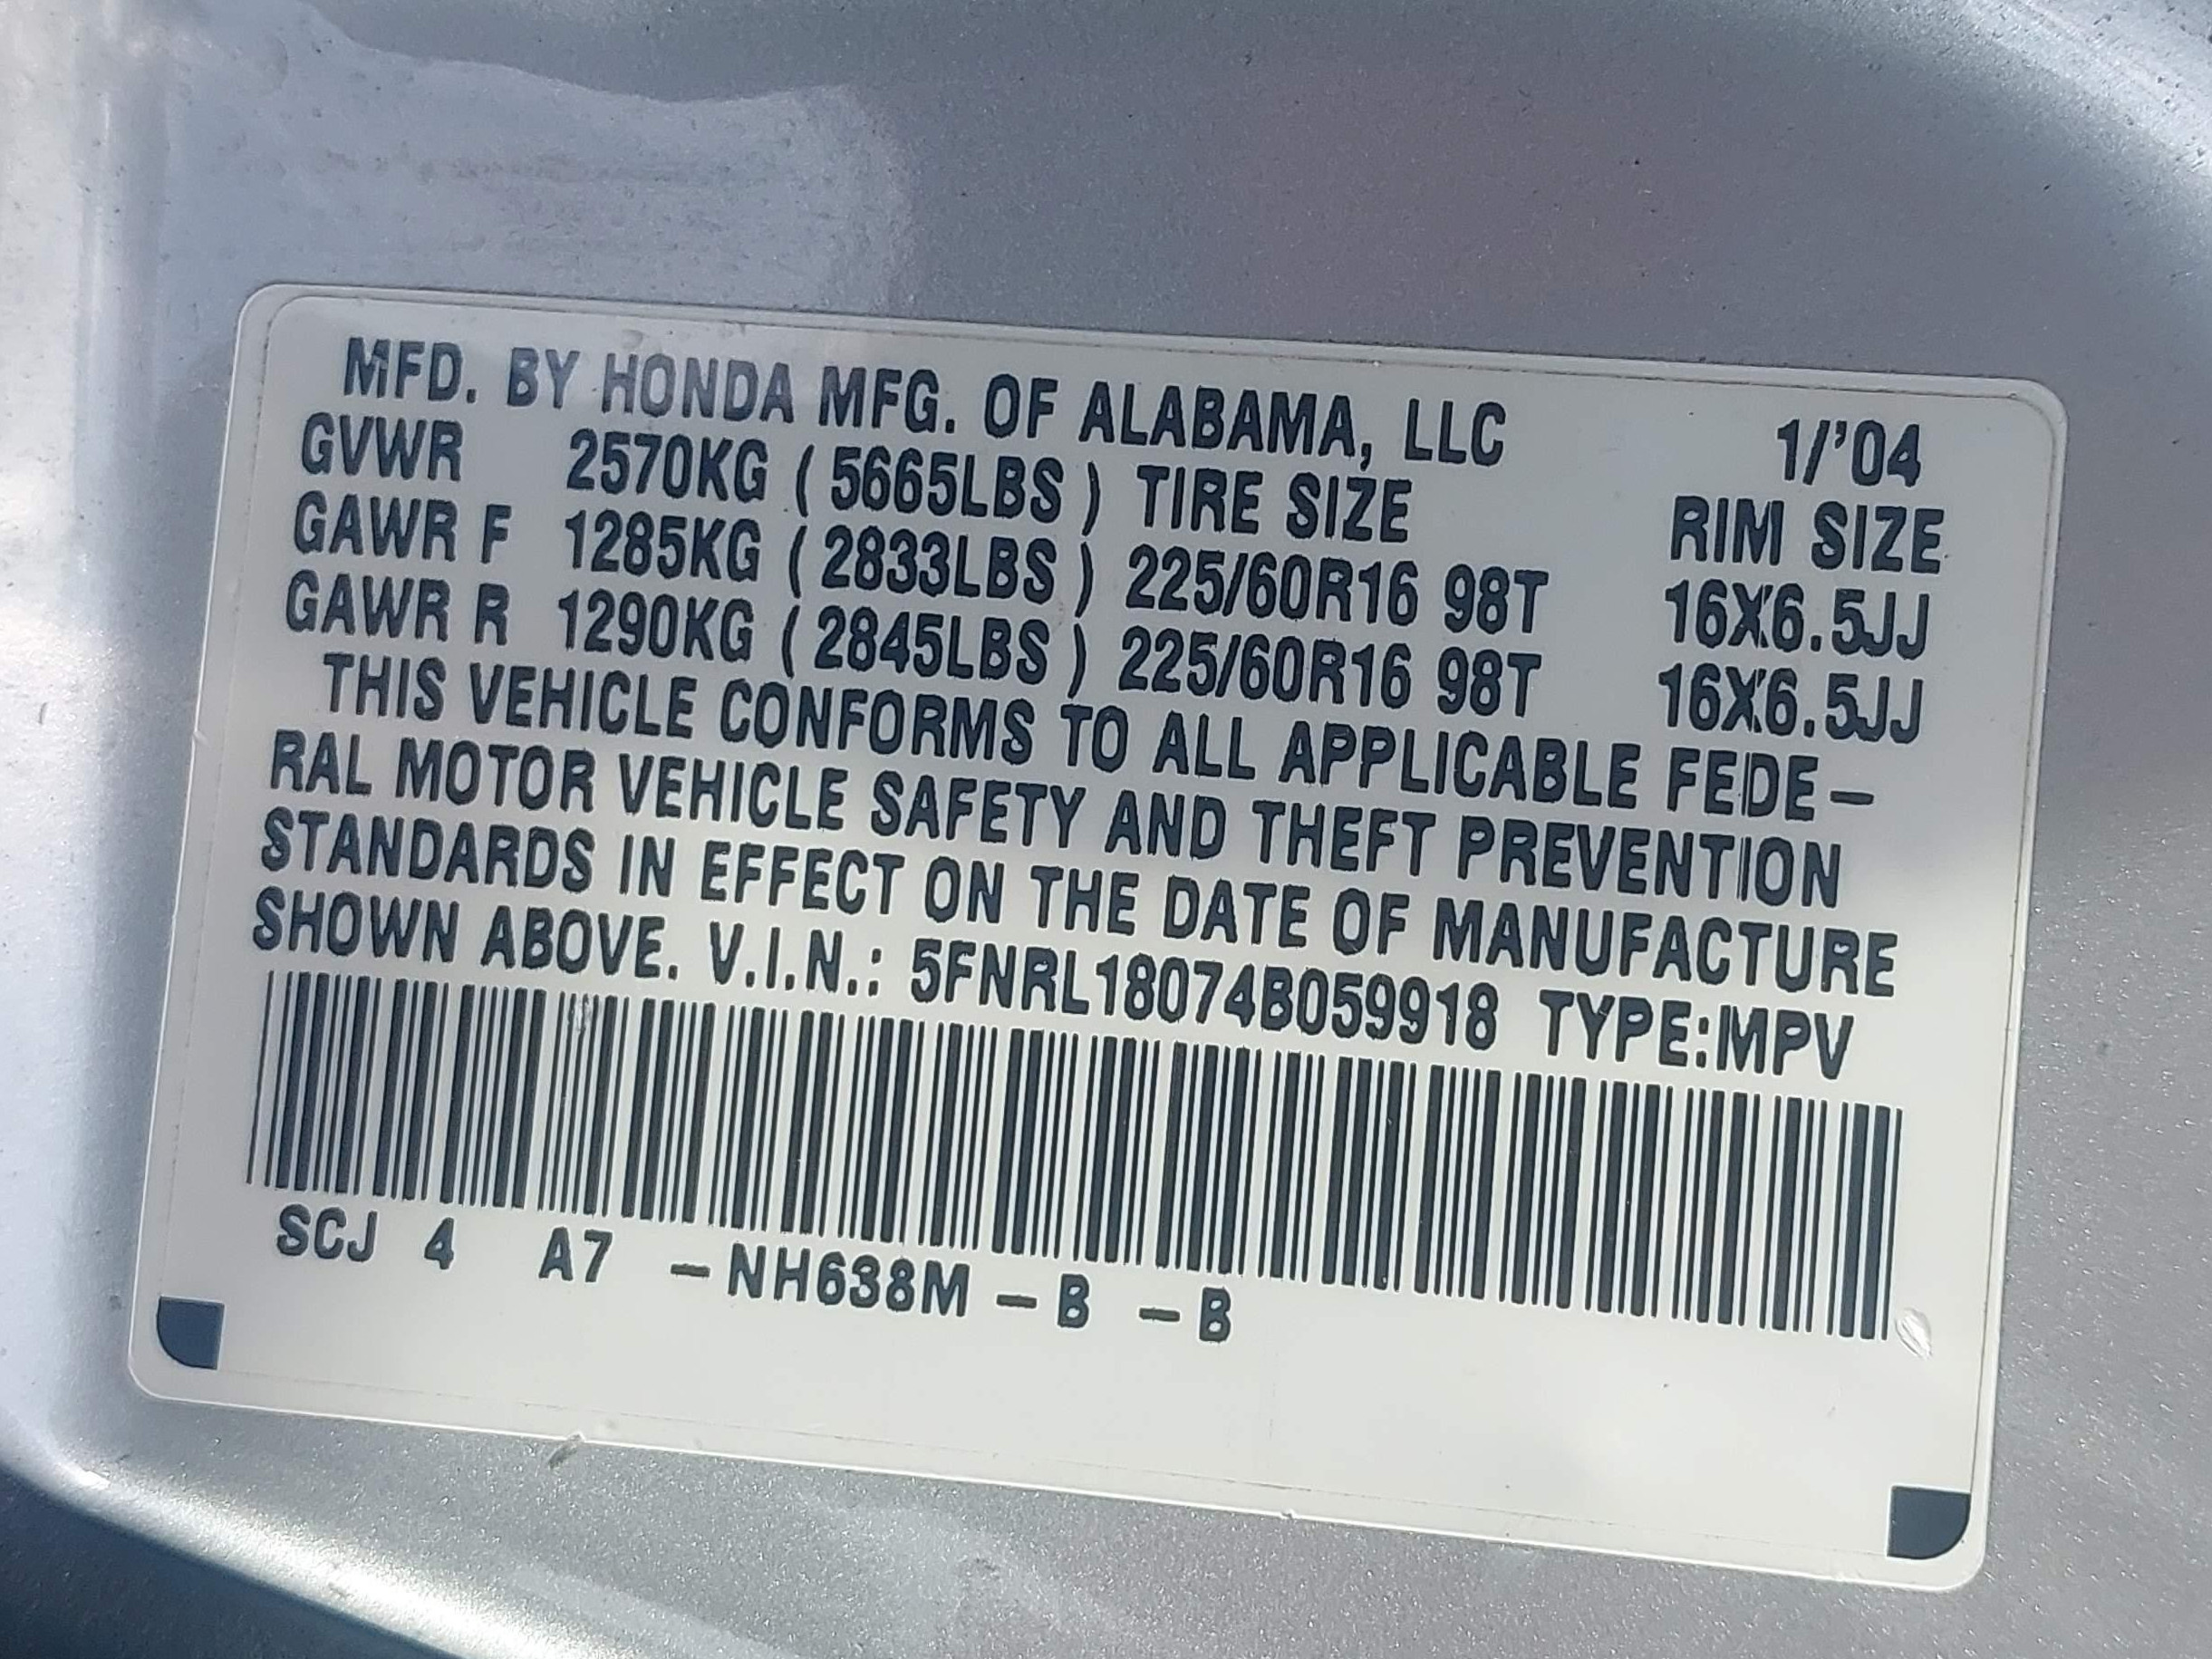 MFD. BY HONDA MFG. OF ALABAMA, LLC 1/'04
GVWR 2570KG ( 5665LBS ) TIRE SIZE RIM SIZE
GAWR F 1285KG ( 2833LBS ) 225/60R16 98T 16X6.5JJ
GAWR R 1290KG ( 2845LBS ) 225/60R16 98T 16X6.5JJ
THIS VEHICLE CONFORMS TO ALL APPLICABLE FEDE-
RAL MOTOR VEHICLE SAFETY AND THEFT PREVENTION
STANDARDS IN EFFECT ON THE DATE OF MANUFACTURE
SHOWN ABOVE. V.I.N.: 5FNRL18074B059918 TYPE:MPV
SCJ 4 A7 -NH638M-B -B